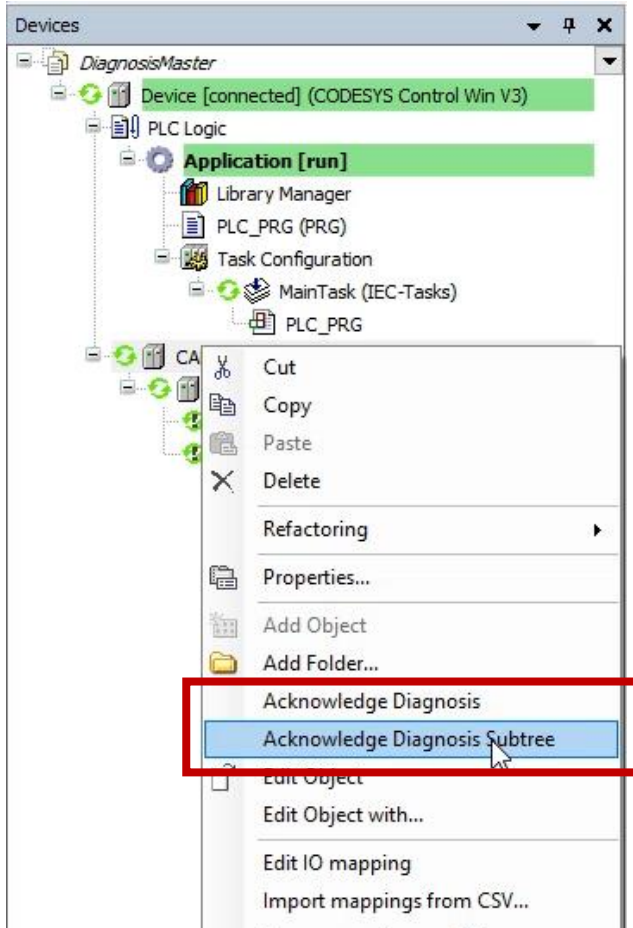 Devices
DiagnosisMaster
Device [connected] (CODESYS Control Win V3)
PLC Logic
Application [run]
Library Manager
PLC_PRG (PRG)
Task Configuration
MainTask (IEC-Tasks)
PLC_PRG
CA
Cut
Copy
Paste
Delete
Refactoring
Properties...
Add Object
Add Folder...
Acknowledge Diagnosis
Acknowledge Diagnosis Subtree
Edit Object
Edit Object with...
Edit IO mapping
Import mappings from CSV...